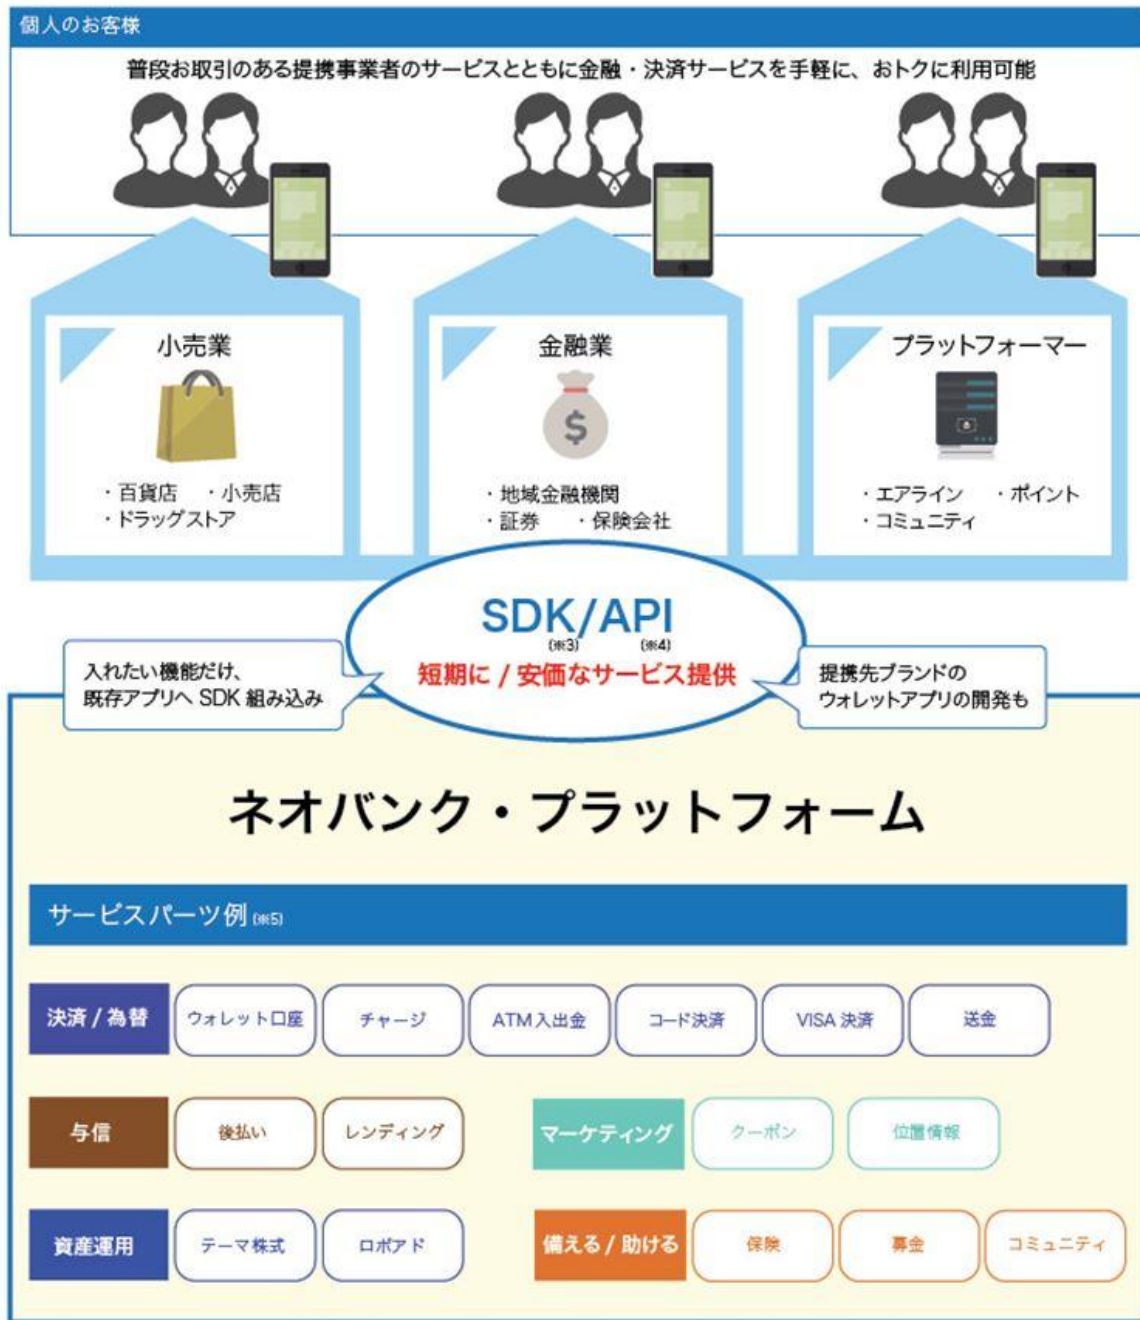 個人のお客様
普段お取引のある提携事業者のサービスとともに金融・決済サービスを手軽に、おトクに利用可能
小売業
・百貨店 ・小売店
・ドラッグストア
金融業
$
・地域金融機関
・証券 ・保険会社
プラットフォーマー
・エアライン ・ポイント
・コミュニティ
SDK/API
(※3) (※4)
短期に / 安価なサービス提供
入れたい機能だけ、
既存アプリへ SDK 組み込み
提携先ブランドの
ウォレットアプリの開発も
ネオバンク・プラットフォーム
サービスパーツ例 (※5)
決済 / 為替 ウォレット口座 チャージ ATM 入出金 コード決済 VISA 決済 送金
与信 後払い レンディング マーケティング クーポン 位置情報
資産運用 テーマ株式 ロボアド 備える / 助ける 保険 募金 コミュニティ